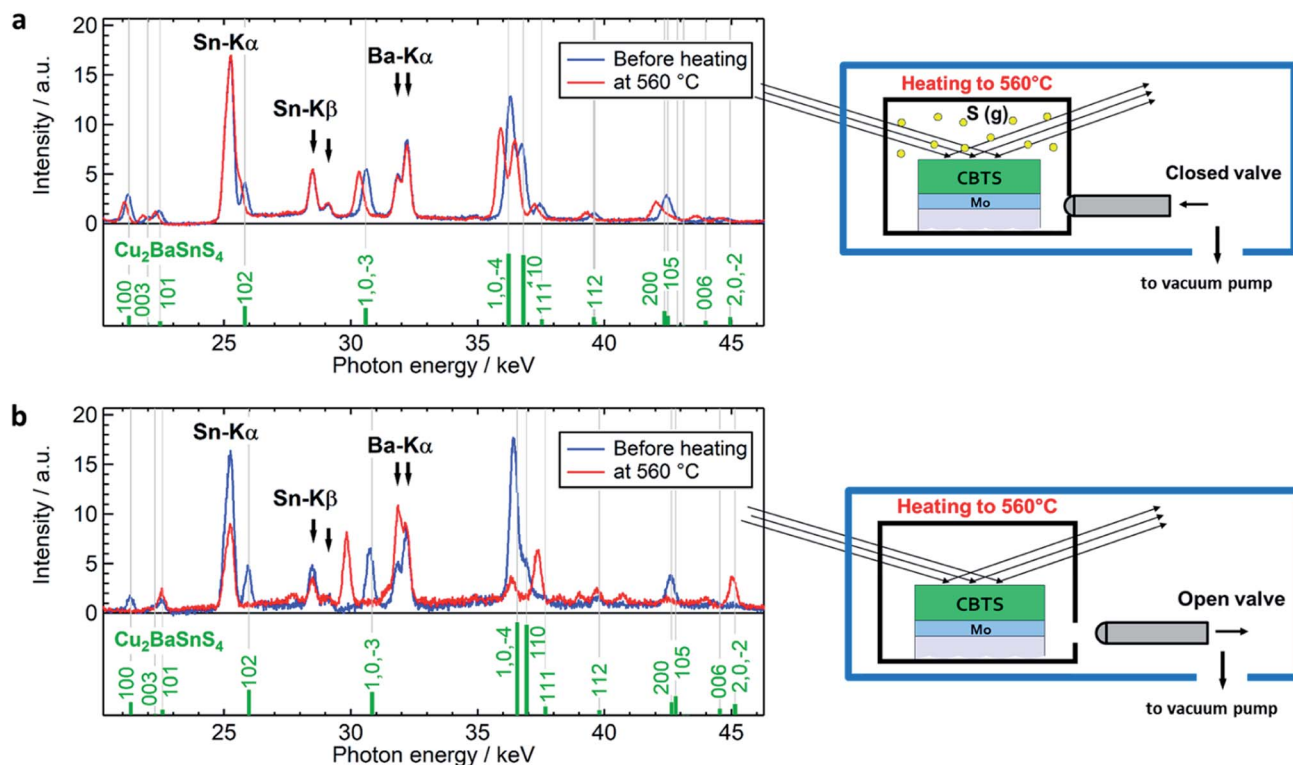 a
20
15
10
5
0
Intensity / a.u.
Sn-Kα
Sn-Kβ
Ba-Kα
Before heating
at 560 °C
Cu2BaSnS4
100
003
101
102
1,0,-3
1,0,-4
110
111
112
200
105
006
2,0,-2
25
30
35
40
45
Photon energy / keV
Heating to 560°C
S (g)
CBTS
Mo
Closed valve
to vacuum pump
b
20
15
10
5
0
Intensity / a.u.
Sn-Kα
Sn-Kβ
Ba-Kα
Before heating
at 560 °C
Cu2BaSnS4
100
003
101
102
1,0,-3
1,0,-4
110
111
112
200
105
006
2,0,-2
25
30
35
40
45
Photon energy / keV
Heating to 560°C
CBTS
Mo
Open valve
to vacuum pump